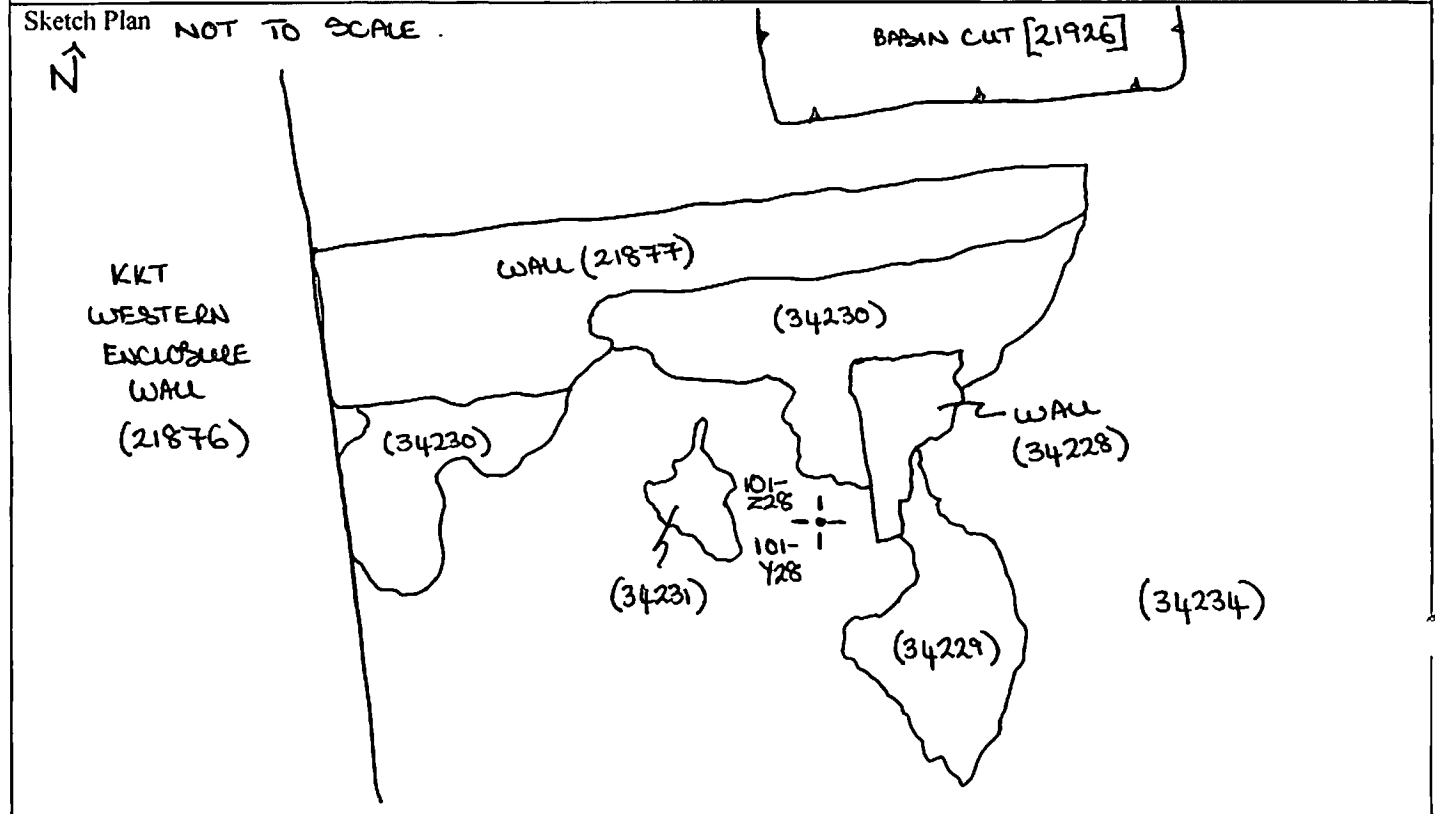 Sketch Plan NOT TO SCALE.
N
BASIN CUT [21926]
WALL (21877)
KKT
WESTERN
ENCLOSURE
WALL
(21876)
(34230)
(34230)
WALL
(34228)
101-
Z28
101-
Y28
(34231)
(34229)
(34234)